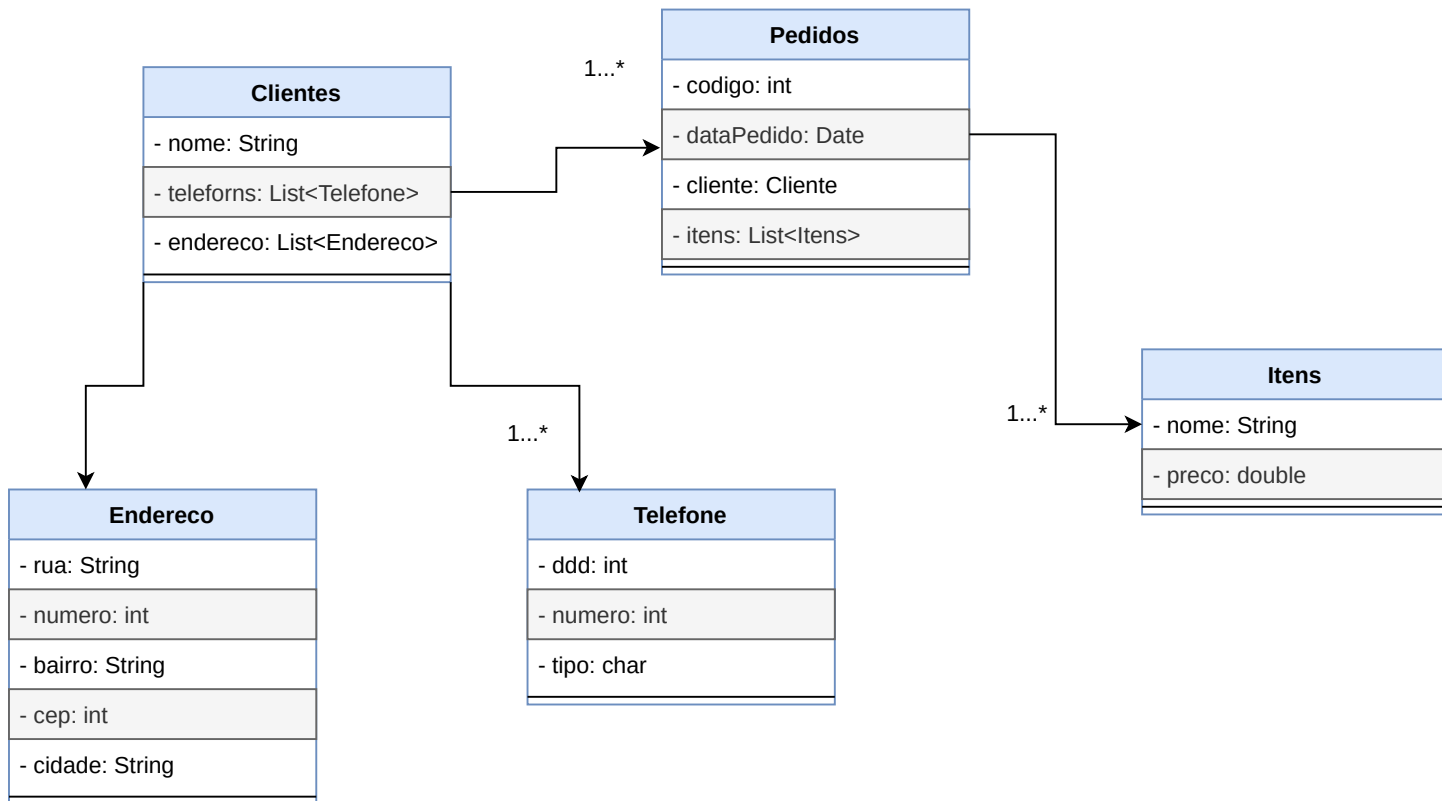 Pedidos
- codigo: int
- dataPedido: Date
- cliente: Cliente
- itens: List<Itens>
1...*
Clientes
- nome: String
- teleforns: List<Telefone>
- endereco: List<Endereco>
Itens
- nome: String
- preco: double
1...*
1...*
Endereco
- rua: String
- numero: int
- bairro: String
- cep: int
- cidade: String
Telefone
- ddd: int
- numero: int
- tipo: char